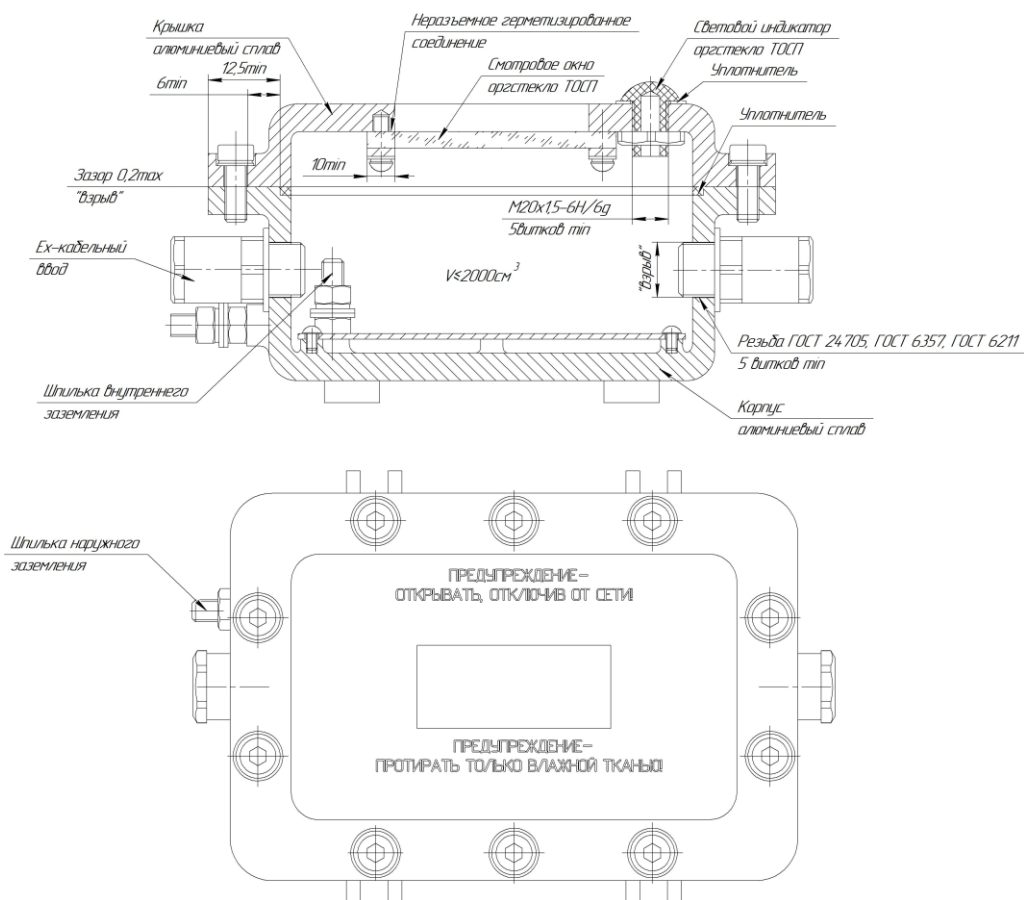 Крышка
алюминиевый сплав
12,5min
6min
Неразъемное герметизированное
соединение
Смотровое окно
оргстекло ТОСП
Световой индикатор
оргстекло ТОСП
Уплотнитель
Уплотнитель
10min
Зазор 0,2max
"взрыв"
М20х1,5-6H/6g
5витков min
Ex-кабельный
ввод
V≤2000см³
"взрыв"
Резьба ГОСТ 24705, ГОСТ 6357, ГОСТ 6211
5 витков min
Шпилька внутреннего
заземления
Корпус
алюминиевый сплав
Шпилька наружного
заземления
ПРЕДУПРЕЖДЕНИЕ-
ОТКРЫВАТЬ, ОТКЛЮЧИВ ОТ СЕТИ!
ПРЕДУПРЕЖДЕНИЕ-
ПРОТИРАТЬ ТОЛЬКО ВЛАЖНОЙ ТКАНЬЮ!